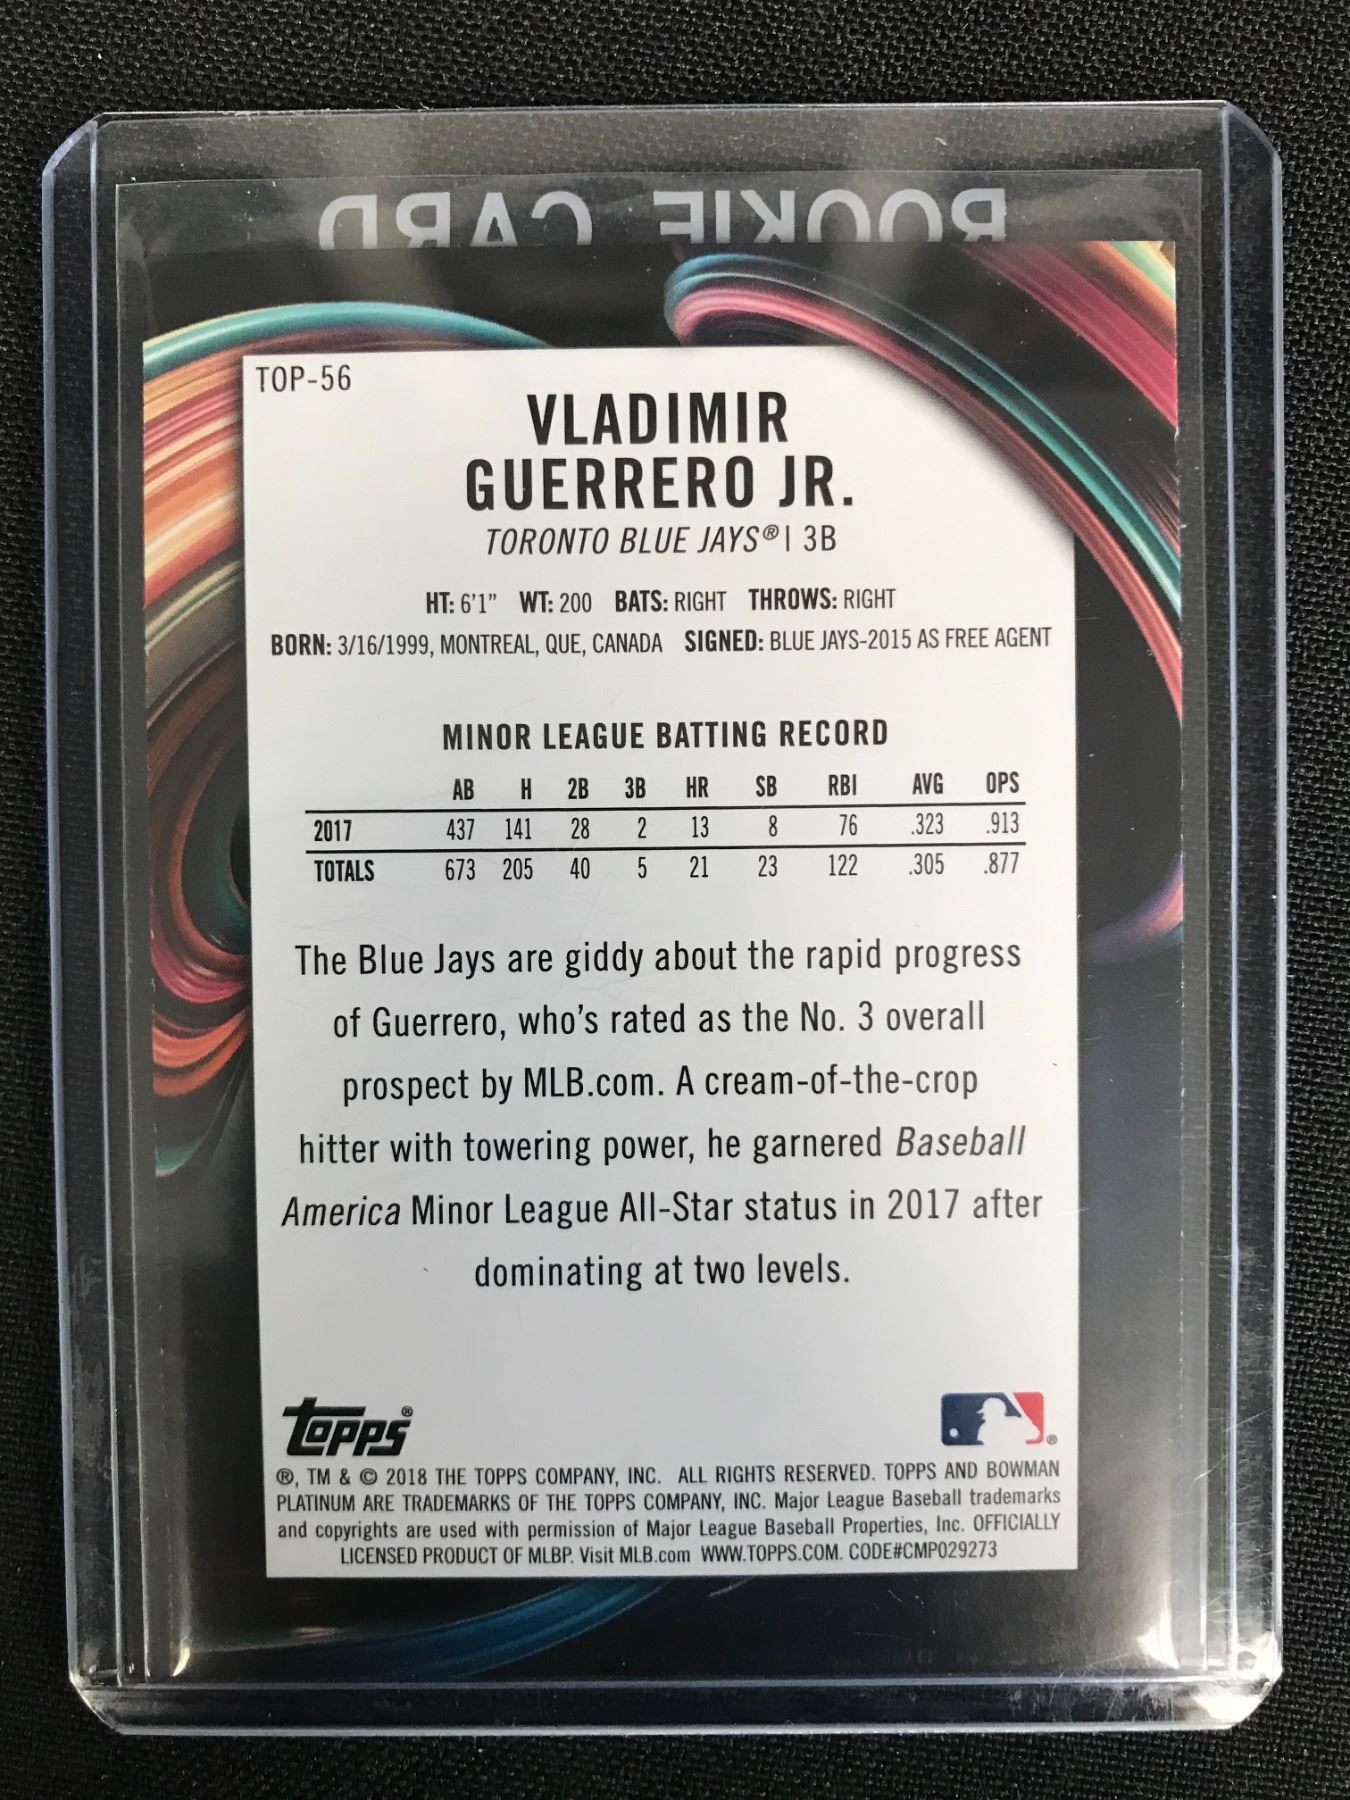 ROOKIE CARD
TOP-56
VLADIMIR
GUERRERO JR.
TORONTO BLUE JAYS® | 3B
HT: 6'1" WT: 200 BATS: RIGHT THROWS: RIGHT
BORN: 3/16/1999, MONTREAL, QUE, CANADA SIGNED: BLUE JAYS-2015 AS FREE AGENT
MINOR LEAGUE BATTING RECORD
AB H 2B 3B HR SB RBI AVG OPS
2017 437 141 28 2 13 8 76 .323 .913
TOTALS 673 205 40 5 21 23 122 .305 .877
The Blue Jays are giddy about the rapid progress
of Guerrero, who's rated as the No. 3 overall
prospect by MLB.com. A cream-of-the-crop
hitter with towering power, he garnered Baseball
America Minor League All-Star status in 2017 after
dominating at two levels.
Topps®
®
®, TM & © 2018 THE TOPPS COMPANY, INC. ALL RIGHTS RESERVED. TOPPS AND BOWMAN
PLATINUM ARE TRADEMARKS OF THE TOPPS COMPANY, INC. Major League Baseball trademarks
and copyrights are used with permission of Major League Baseball Properties, Inc. OFFICIALLY
LICENSED PRODUCT OF MLBP. Visit MLB.com WWW.TOPPS.COM. CODE#CMP029273